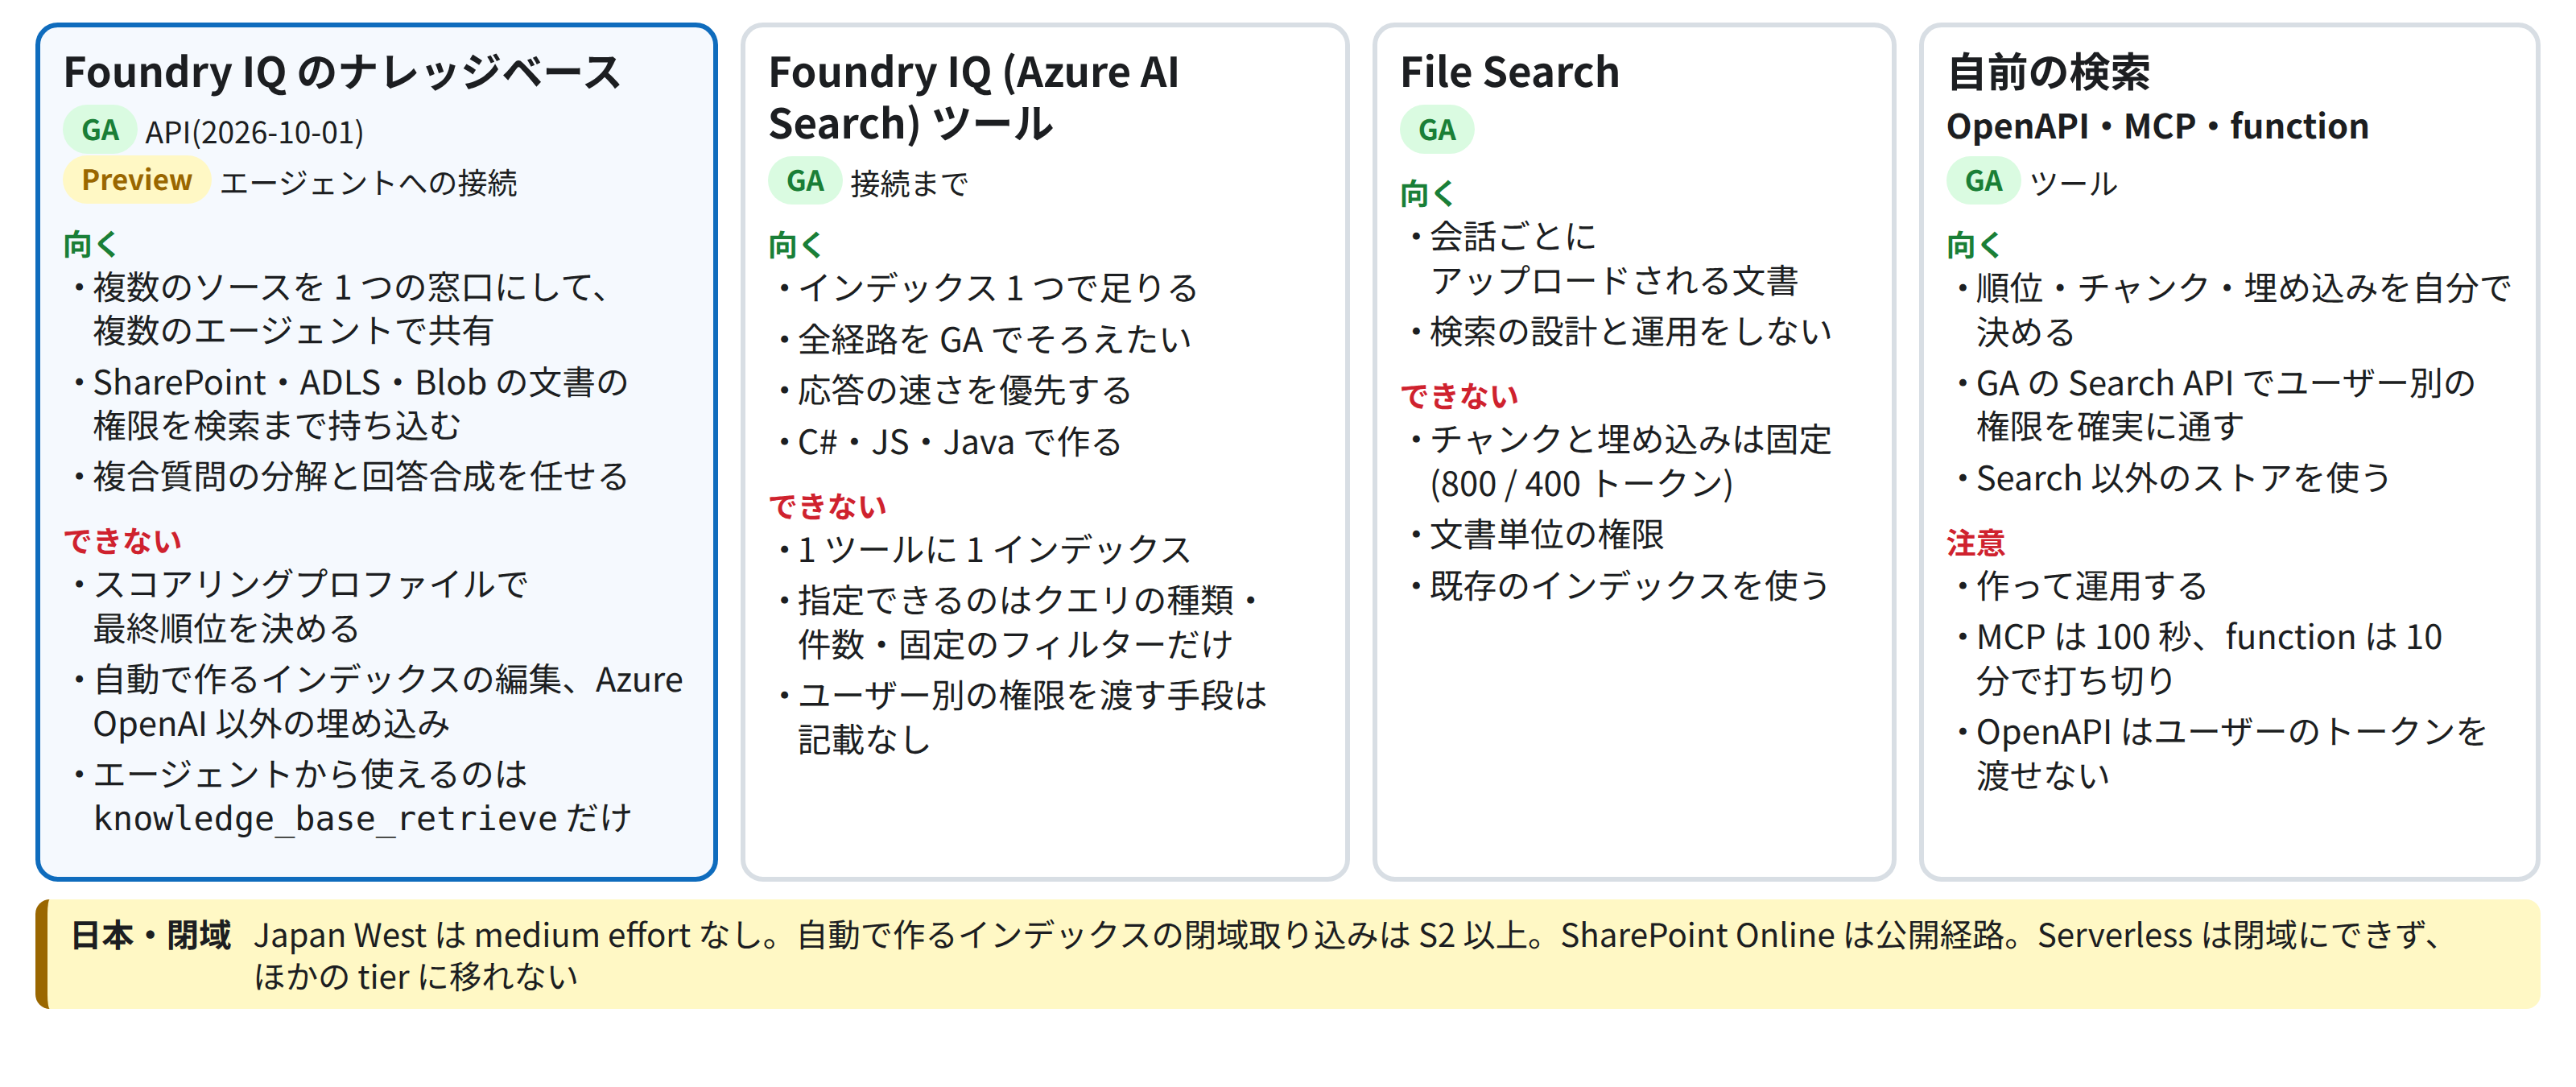 Foundry IQ のナレッジベース
GA API(2026-10-01)
Preview エージェントへの接続
向く
・複数のソースを 1 つの窓口にして、
複数のエージェントで共有
・SharePoint・ADLS・Blob の文書の
権限を検索まで持ち込む
・複合質問の分解と回答合成を任せる
できない
・スコアリングプロファイルで
最終順位を決める
・自動で作るインデックスの編集、Azure
OpenAI 以外の埋め込み
・エージェントから使えるのは
knowledge_base_retrieve だけ
Foundry IQ (Azure AI
Search) ツール
GA 接続まで
向く
・インデックス 1 つで足りる
・全経路を GA でそろえたい
・応答の速さを優先する
・C#・JS・Java で作る
できない
・1 ツールに 1 インデックス
・指定できるのはクエリの種類・
件数・固定のフィルターだけ
・ユーザー別の権限を渡す手段は
記載なし
File Search
GA
向く
・会話ごとに
アップロードされる文書
・検索の設計と運用をしない
できない
・チャンクと埋め込みは固定
(800 / 400 トークン)
・文書単位の権限
・既存のインデックスを使う
自前の検索
OpenAPI・MCP・function
GA ツール
向く
・順位・チャンク・埋め込みを自分で
決める
・GA の Search API でユーザー別の
権限を確実に通す
・Search 以外のストアを使う
注意
・作って運用する
・MCP は 100 秒、function は 10
分で打ち切り
・OpenAPI はユーザーのトークンを
渡せない
日本・閉域 Japan West は medium effort なし。自動で作るインデックスの閉域取り込みは S2 以上。SharePoint Online は公開経路。Serverless は閉域にできず、
ほかの tier に移れない